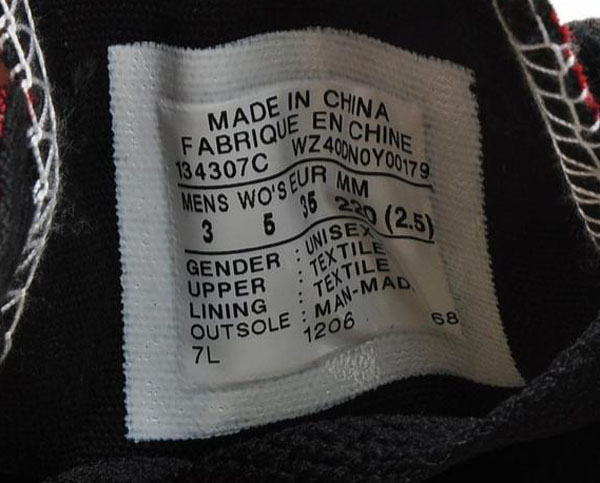 MADE IN CHINA
FABRIQUE EN CHINE
134307C WZ40DN0Y00179
MENS WO'S EUR MM
3 5 35 220 (2.5)
GENDER : UNISEX
UPPER : TEXTILE
LINING : TEXTILE
OUTSOLE : MAN-MAD
7L 1206 68